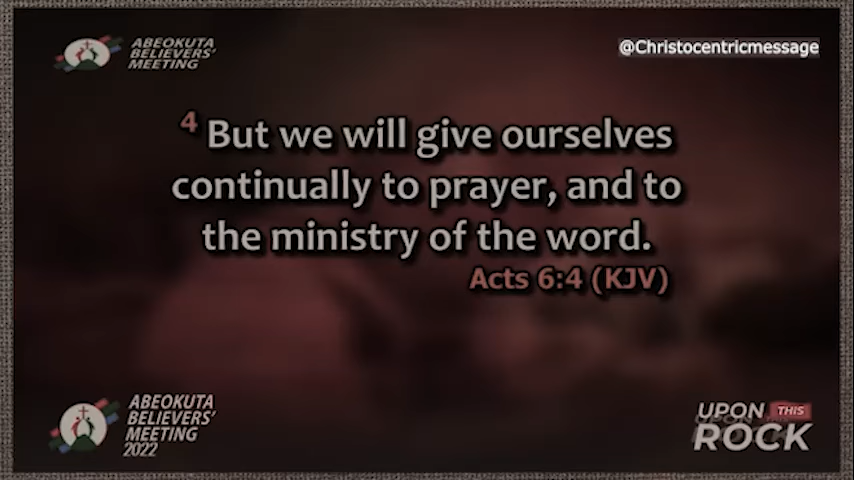 ABEOKUTA
BELIEVERS'
MEETING
@Christocentricmessage
4 But we will give ourselves
continually to prayer, and to
the ministry of the word.
Acts 6:4 (KJV)
ABEOKUTA
BELIEVERS'
MEETING
2022
UPON THIS
ROCK